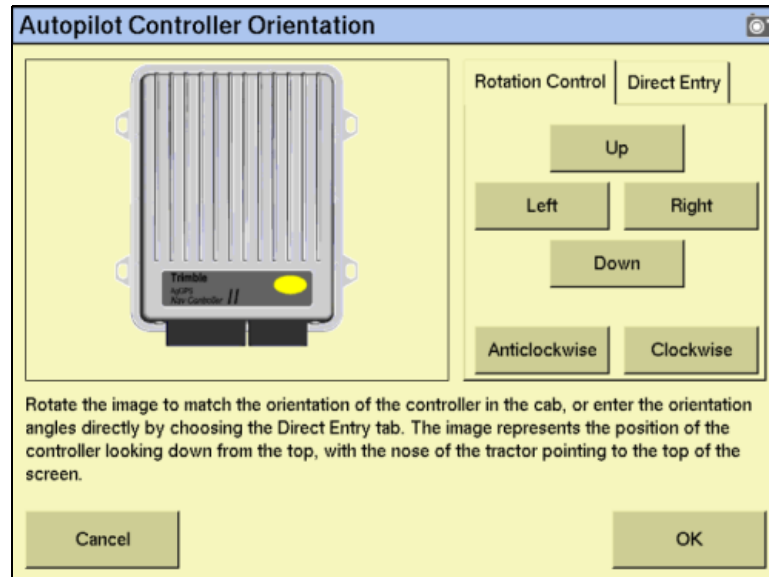 Autopilot Controller Orientation
Rotation Control
Direct Entry
Up
Left
Right
Down
Anticlockwise
Clockwise
Trimble
AgGPS
Nav Controller II
Rotate the image to match the orientation of the controller in the cab, or enter the orientation
angles directly by choosing the Direct Entry tab. The image represents the position of the
controller looking down from the top, with the nose of the tractor pointing to the top of the
screen.
Cancel
OK